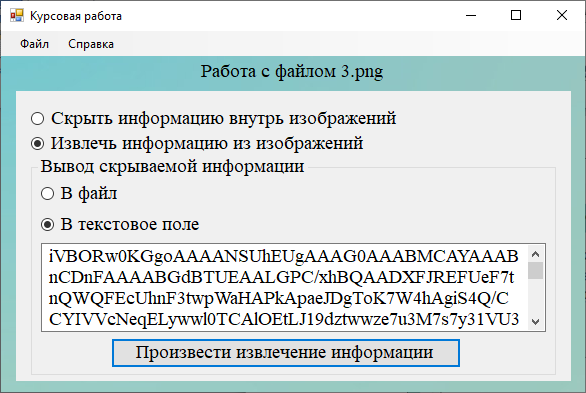 Курсовая работа
Файл Справка
Работа с файлом 3.png
Скрыть информацию внутрь изображений
Извлечь информацию из изображений
Вывод скрываемой информации
В файл
В текстовое поле
iVBORw0KGgoAAAANSUhEUgAAAG0AAABMCAYAAAB
nCDnFAAAABGdBTUEAALGPC/xhBQAADXFJREFUeF7t
nQWQFEcUhnF3twpWaHAPkApaeJDgToK7W4hAgiS4Q/C
CYIVVcNeqELywwl0TCAlOEtLJ19dztwwze7u3M7s7y31VU3
Произвести извлечение информации